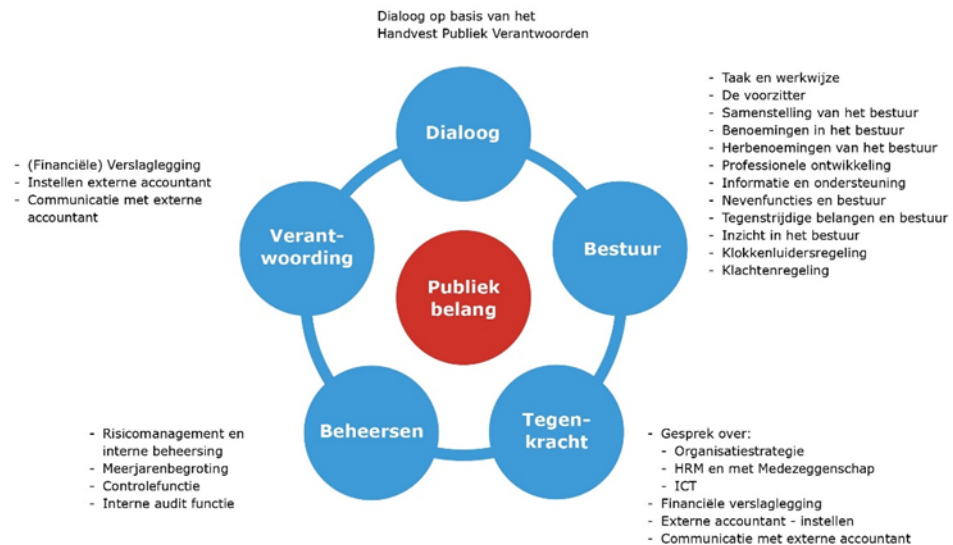 Dialoog op basis van het
Handvest Publiek Verantwoorden
Dialoog
- Taak en werkwijze
- De voorzitter
- Samenstelling van het bestuur
- Benoemingen in het bestuur
- Herbenoemingen van het bestuur
- Professionele ontwikkeling
- Informatie en ondersteuning
- Nevenfuncties en bestuur
- Tegenstrijdige belangen en bestuur
- Inzicht in het bestuur
- Klokkenluidersregeling
- Klachtenregeling
- (Financiële) Verslaglegging
- Instellen externe accountant
- Communicatie met externe
accountant
Verant-
woording
Bestuur
Publiek
belang
Beheersen
Tegen-
kracht
- Risicomanagement en
interne beheersing
- Meerjarenbegroting
- Controlefunctie
- Interne audit functie
- Gesprek over:
- Organisatiestrategie
- HRM en met Medezeggenschap
- ICT
- Financiële verslaglegging
- Externe accountant - instellen
- Communicatie met externe accountant